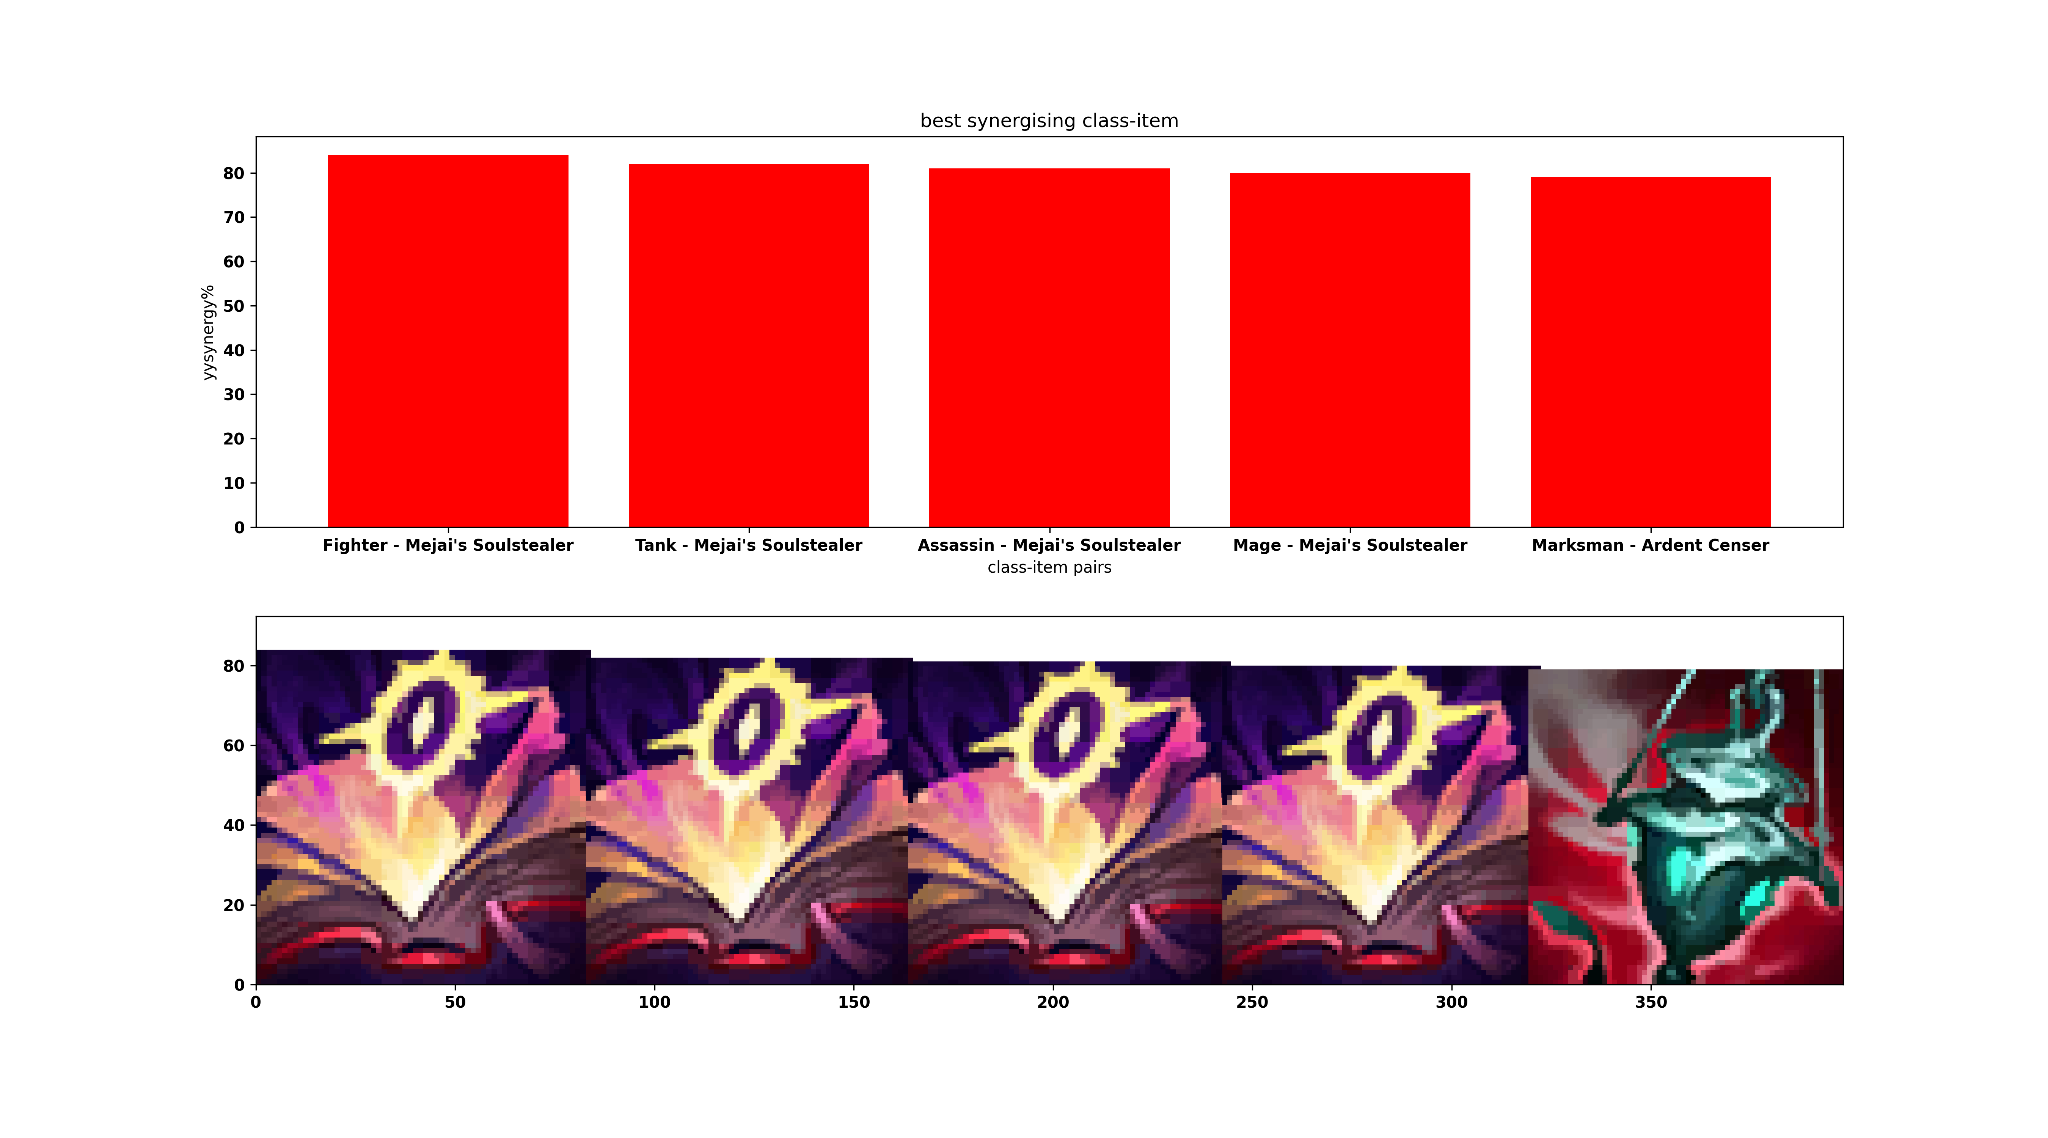 best synergising class-item
yysynergy%
80
70
60
50
40
30
20
10
0
Fighter - Mejai's Soulstealer
Tank - Mejai's Soulstealer
Assassin - Mejai's Soulstealer
Mage - Mejai's Soulstealer
Marksman - Ardent Censer
class-item pairs
80
60
40
20
0
0 50 100 150 200 250 300 350